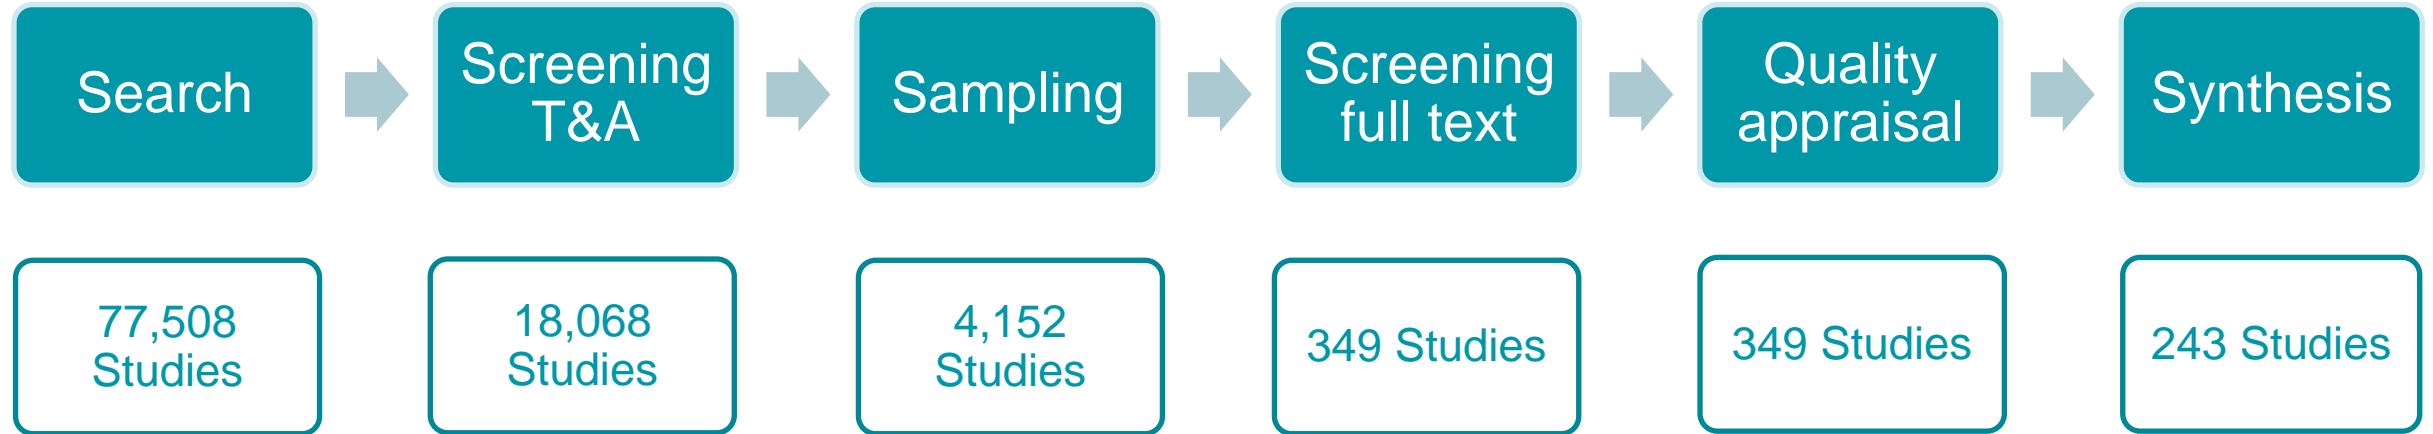 Search
Screening
T&A
Sampling
Screening
full text
Quality
appraisal
Synthesis
77,508
Studies
18,068
Studies
4,152
Studies
349 Studies
349 Studies
243 Studies